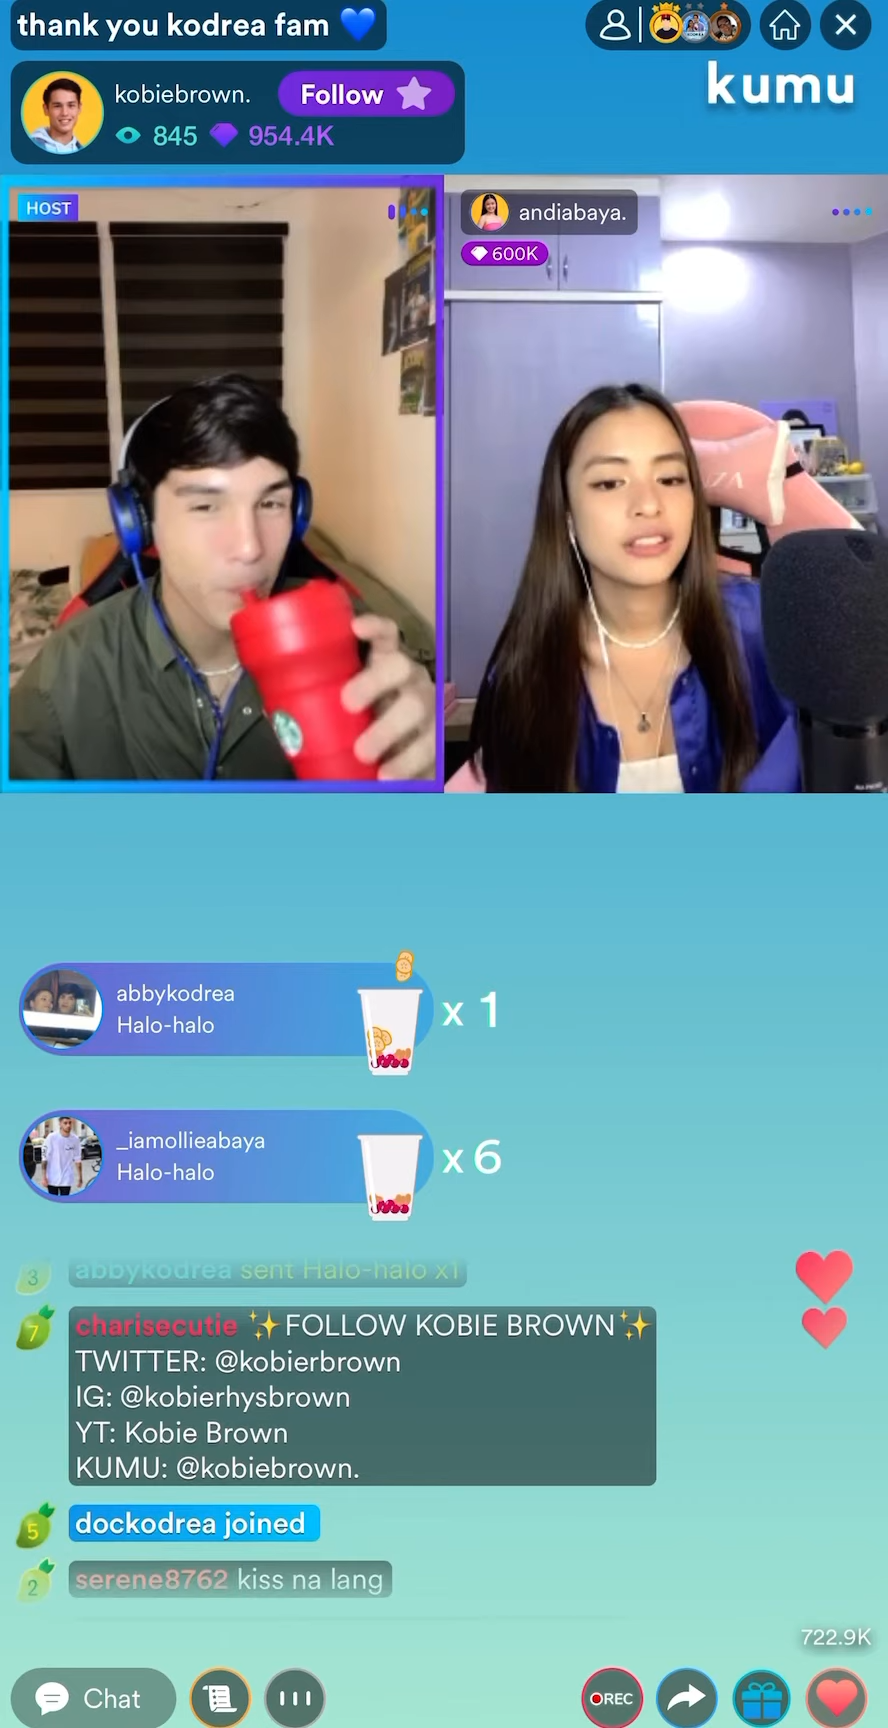 thank you kodrea fam 💙
kumu
kobiebrown.
Follow
845 954.4K
HOST
andiabaya.
600K
abbykodrea
Halo-halo
x 1
_iamollieabaya
Halo-halo
x 6
3 abbykodrea sent Halo-halo x1
7 charisecutie ✨FOLLOW KOBIE BROWN✨
TWITTER: @kobierbrown
IG: @kobierhysbrown
YT: Kobie Brown
KUMU: @kobiebrown.
5 dockodrea joined
2 serene8762 kiss na lang
722.9K
Chat
REC